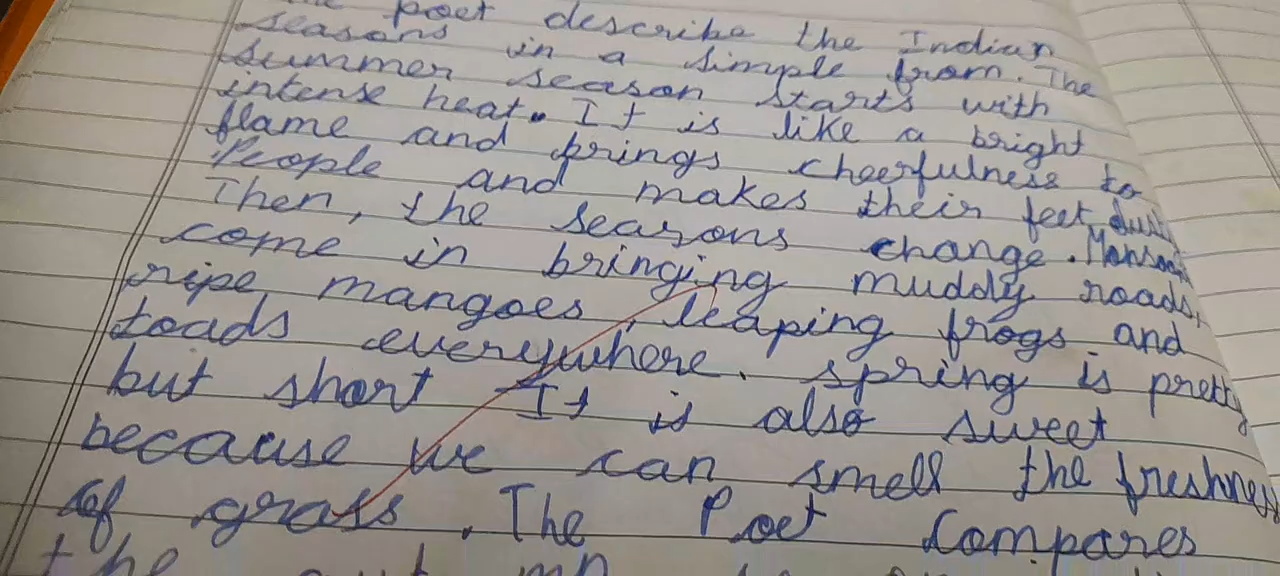 poet describe the Indian
seasons in a simple from. The
summer season starts with
intense heat. It is like a bright
flame and brings cheerfulness to
People and makes their feet
Then, the seasons change. Monsoon
come in bringing muddy roads,
ripe mangoes, leaping frogs and
toads everywhere. spring is pretty
but short It is also sweet
because we can smell the freshness
of grass. The Poet Compares
the